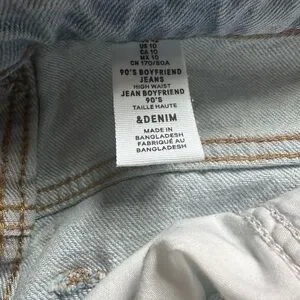 US 10
CA 10
MX 10
CN 170/80A
90'S BOYFRIEND
JEANS
HIGH WAIST
JEAN BOYFRIEND
90'S
TAILLE HAUTE
&DENIM
MADE IN
BANGLADESH
FABRIQUÉ AU
BANGLADESH